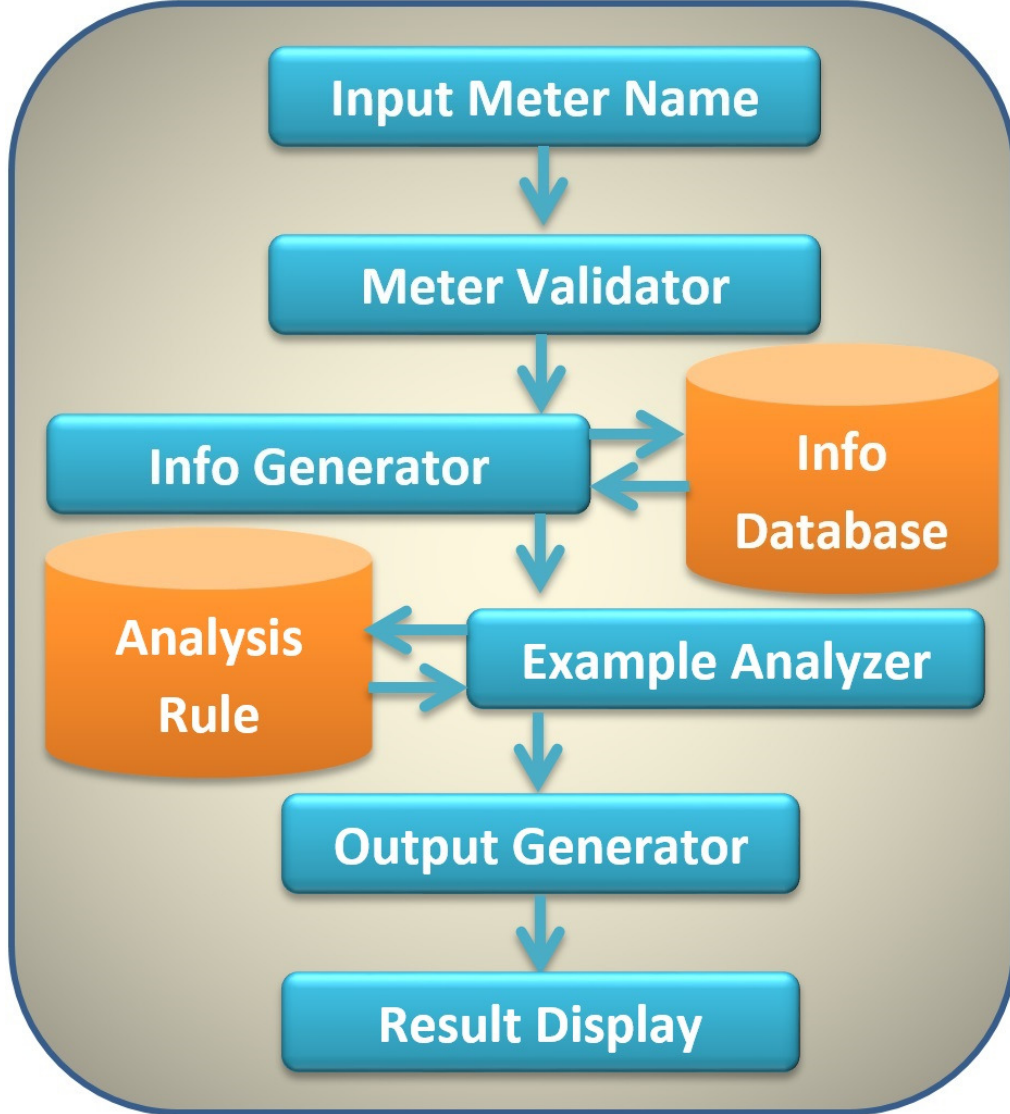 Input Meter Name
Meter Validator
Info Generator
Info
Database
Analysis
Rule
Example Analyzer
Output Generator
Result Display